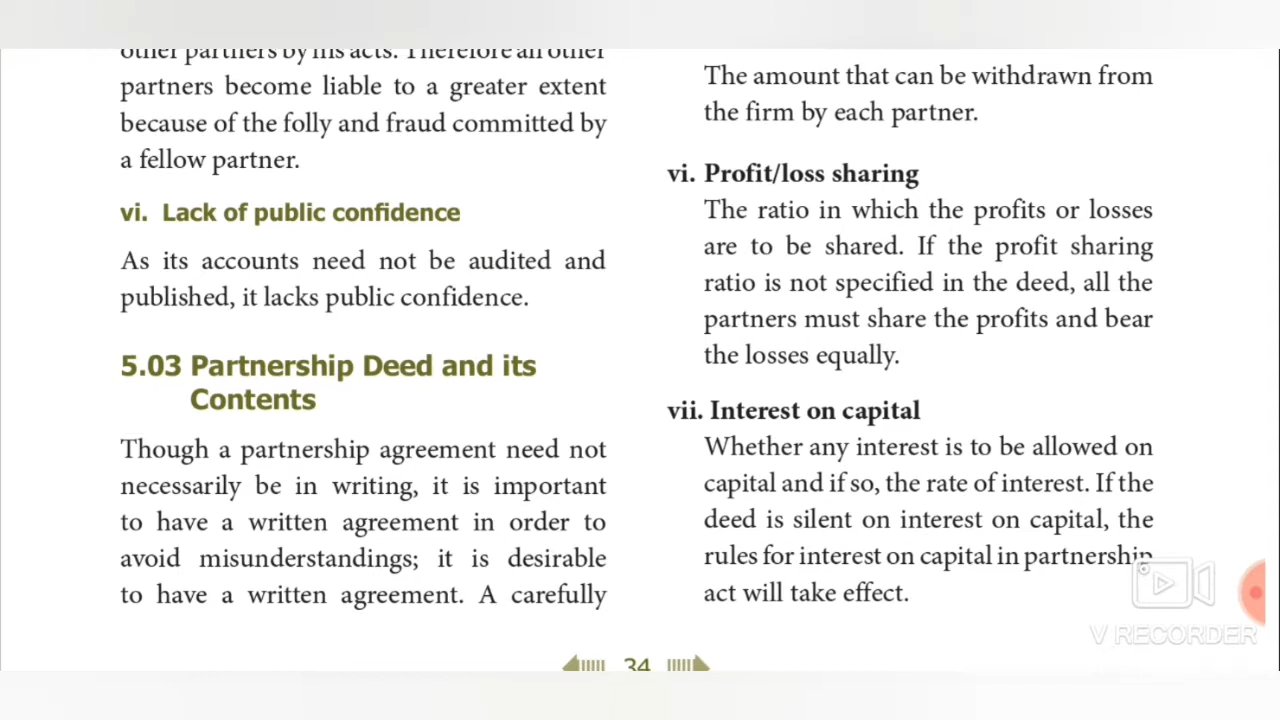 other partners by his acts. Therefore all other
partners become liable to a greater extent
because of the folly and fraud committed by
a fellow partner.
vi. Lack of public confidence
As its accounts need not be audited and
published, it lacks public confidence.
5.03 Partnership Deed and its
Contents
Though a partnership agreement need not
necessarily be in writing, it is important
to have a written agreement in order to
avoid misunderstandings; it is desirable
to have a written agreement. A carefully
The amount that can be withdrawn from
the firm by each partner.
vi. Profit/loss sharing
The ratio in which the profits or losses
are to be shared. If the profit sharing
ratio is not specified in the deed, all the
partners must share the profits and bear
the losses equally.
vii. Interest on capital
Whether any interest is to be allowed on
capital and if so, the rate of interest. If the
deed is silent on interest on capital, the
rules for interest on capital in partnership
act will take effect.
V RECORDER
34